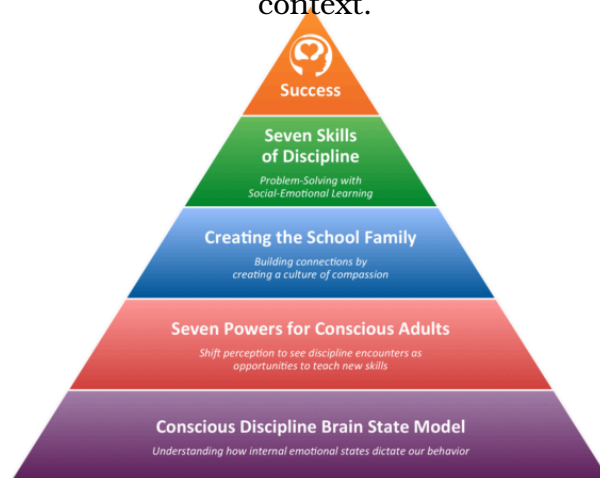 context.
Success
Seven Skills
of Discipline
Problem-Solving with
Social-Emotional Learning
Creating the School Family
Building connections by
creating a culture of compassion
Seven Powers for Conscious Adults
Shift perception to see discipline encounters as
opportunities to teach new skills
Conscious Discipline Brain State Model
Understanding how internal emotional states dictate our behavior